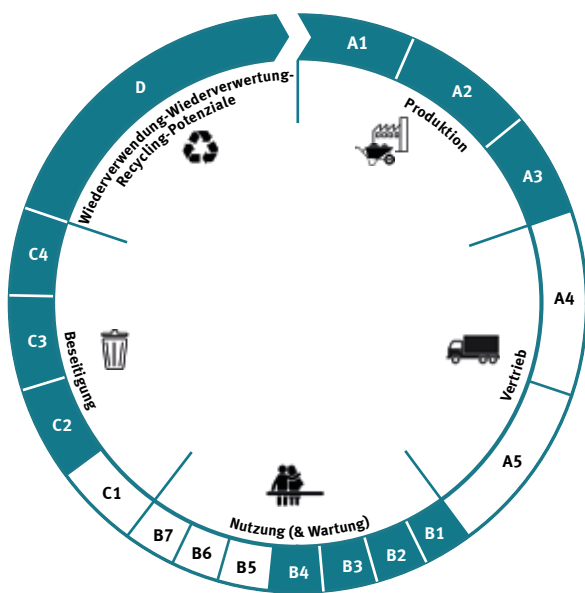 A1
A2
A3
Produktion
A4
A5
Vertrieb
B1
B2
B3
B4
B5
B6
B7
Nutzung (& Wartung)
C1
C2
C3
C4
Beseitigung
D
Wiederverwendung-Wiederverwertung-
Recycling-Potenziale